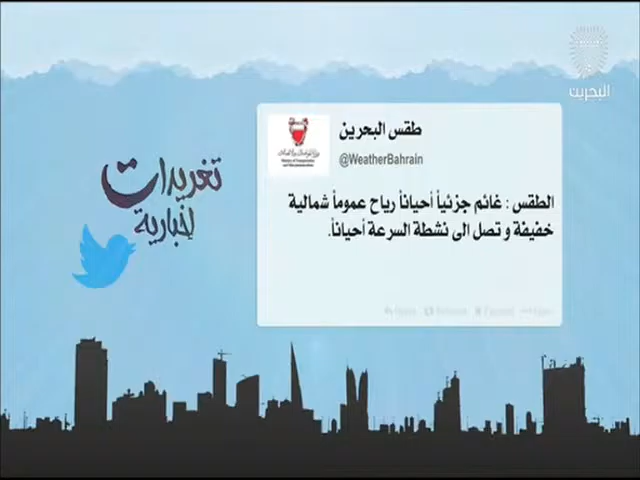 البحرين
طقس البحرين
@WeatherBahrain
تغريدات
إخبارية
الطقس : غائم جزئياً أحياناً رياح عموماً شمالية
خفيفة و تصل الى نشطة السرعة أحياناً.